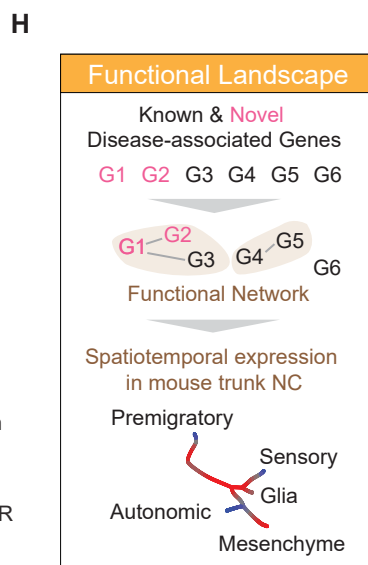 H
Functional Landscape
Known & Novel
Disease-associated Genes
G1 G2 G3 G4 G5 G6
G1 G2 G3 G4 G5 G6
Functional Network
Spatiotemporal expression
in mouse trunk NC
Premigratory
Sensory
Glia
R
Autonomic
Mesenchyme